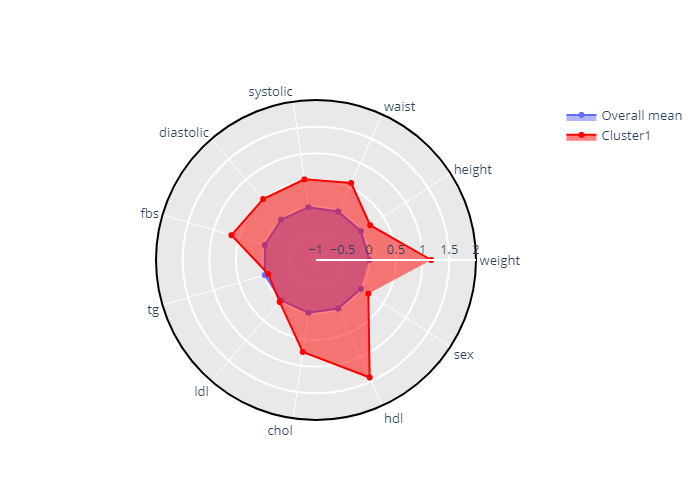 systolic
waist
diastolic
height
fbs
−1 −0.5 0 0.5 1 1.5 2
weight
tg
sex
ldl
hdl
chol
Overall mean
Cluster1